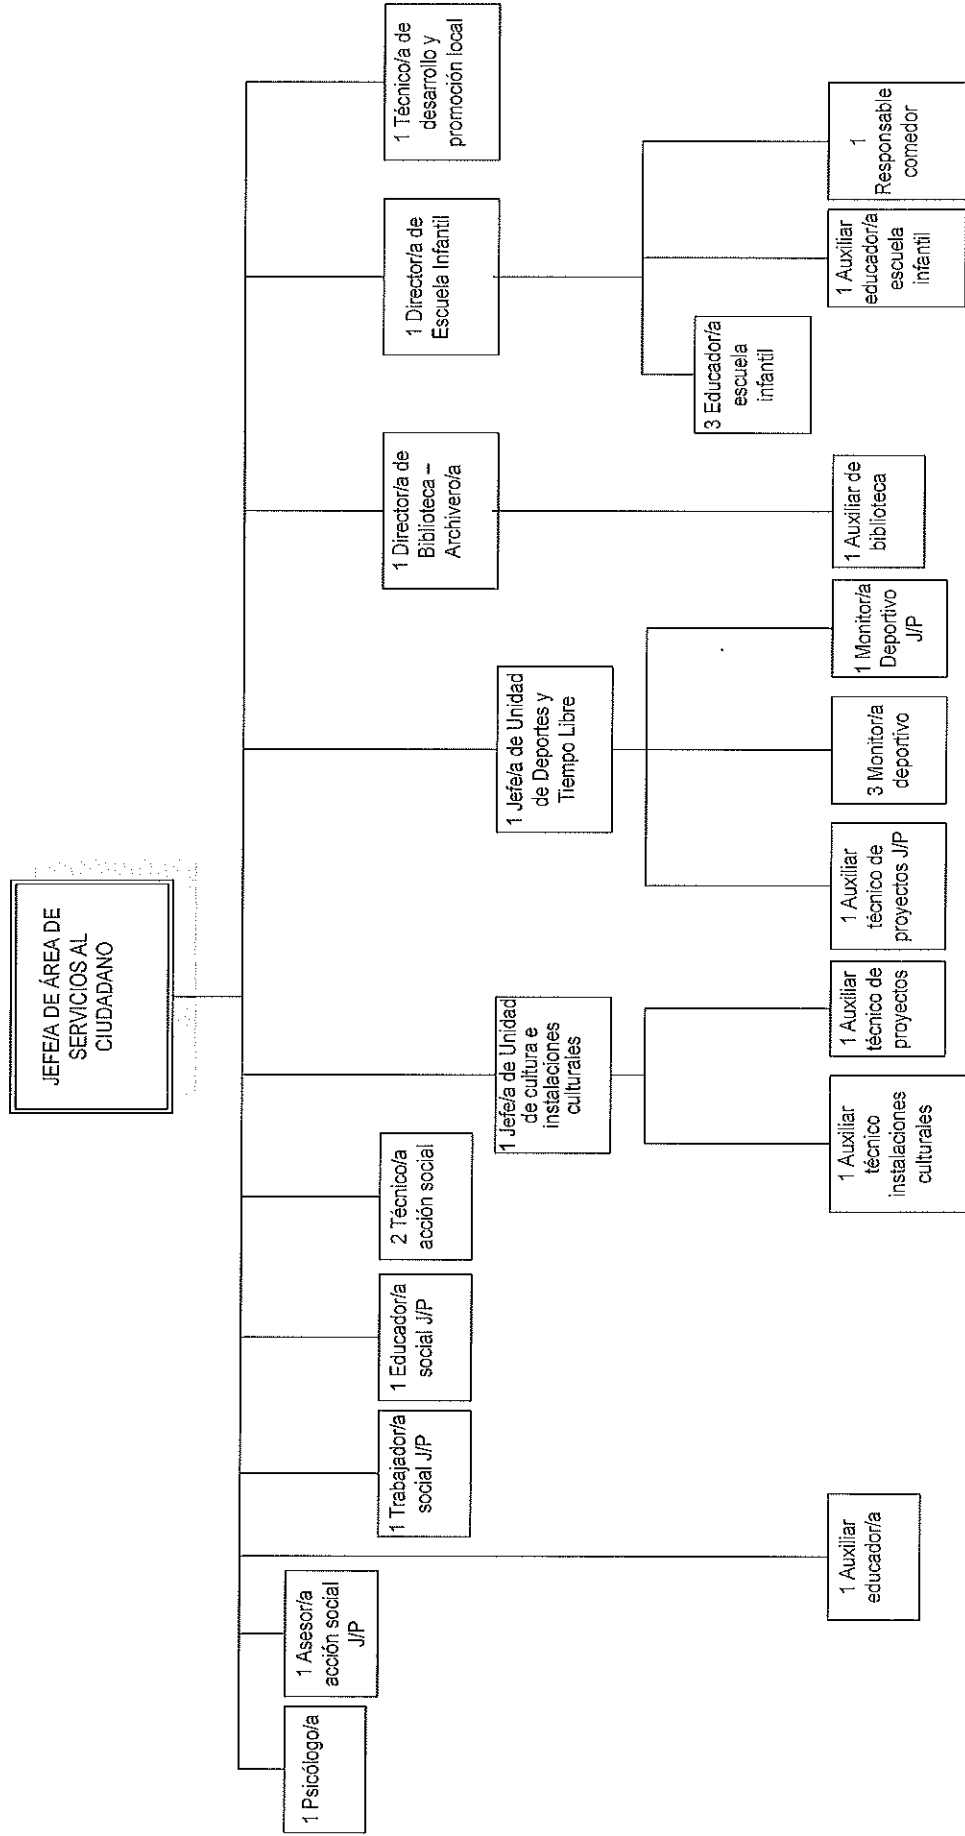 JEFE/A DE ÁREA DE
SERVICIOS AL
CIUDADANO
1 Psicólogo/a
1 Asesor/a
acción social
J/P
1 Trabajador/a
social J/P
1 Educador/a
social J/P
2 Técnico/a
acción social
1 Director/a de
Biblioteca –
Archivero/a
1 Director/a de
Escuela Infantil
1 Técnico/a de
desarrollo y
promoción local
1 Jefe/a de Unidad
de cultura e
instalaciones
culturales
1 Jefe/a de Unidad
de Deportes y
Tiempo Libre
3 Educador/a
escuela
infantil
1 Auxiliar
educador/a
1 Auxiliar
técnico
instalaciones
culturales
1 Auxiliar
técnico de
proyectos
1 Auxiliar
técnico de
proyectos J/P
3 Monitor/a
deportivo
1 Monitor/a
Deportivo
J/P
1 Auxiliar de
biblioteca
1 Auxiliar
educador/a
escuela
infantil
1
Responsable
comedor